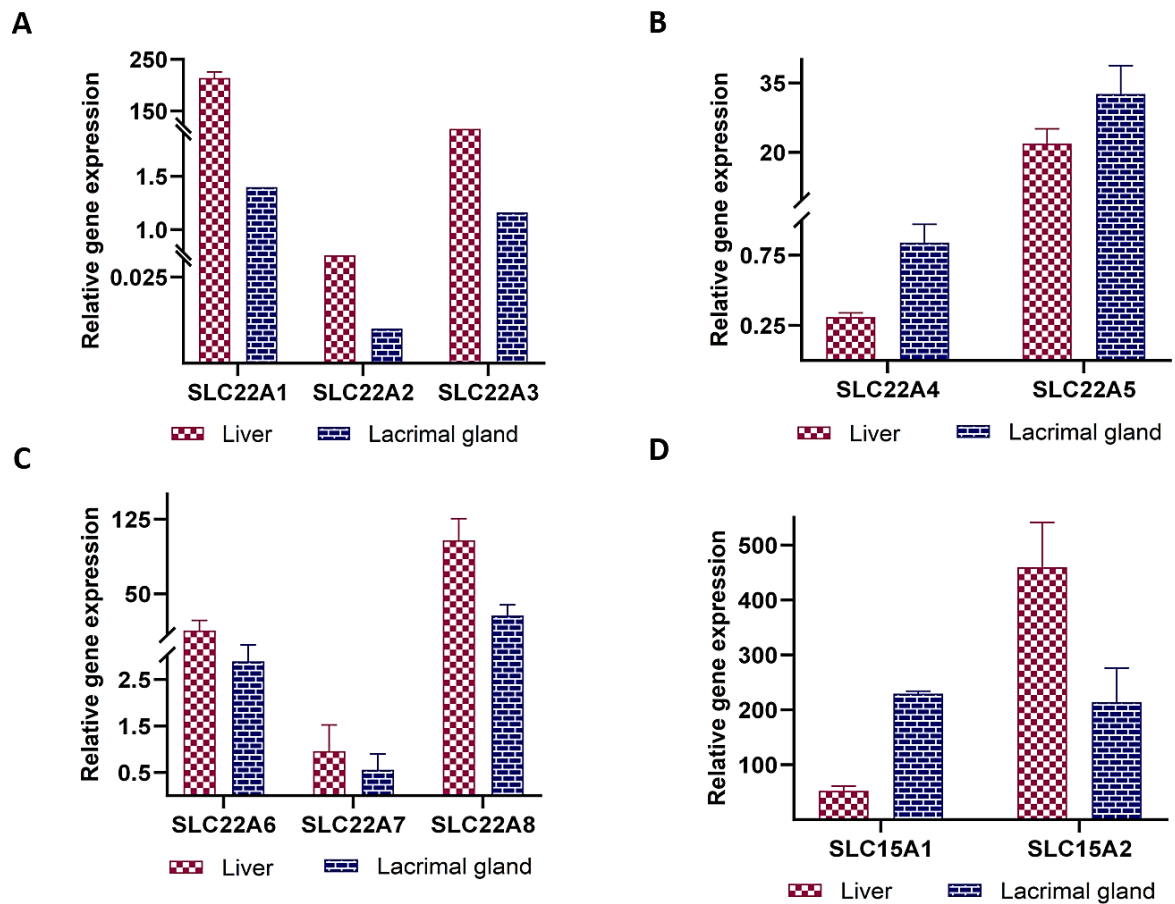 A
Relative gene expression
250
150
1.5
1.0
0.025
SLC22A1 SLC22A2 SLC22A3
Liver Lacrimal gland
B
Relative gene expression
35
20
0.75
0.25
SLC22A4 SLC22A5
Liver Lacrimal gland
C
Relative gene expression
125
50
2.5
1.5
0.5
SLC22A6 SLC22A7 SLC22A8
Liver Lacrimal gland
D
Relative gene expression
500
400
300
200
100
SLC15A1 SLC15A2
Liver Lacrimal gland